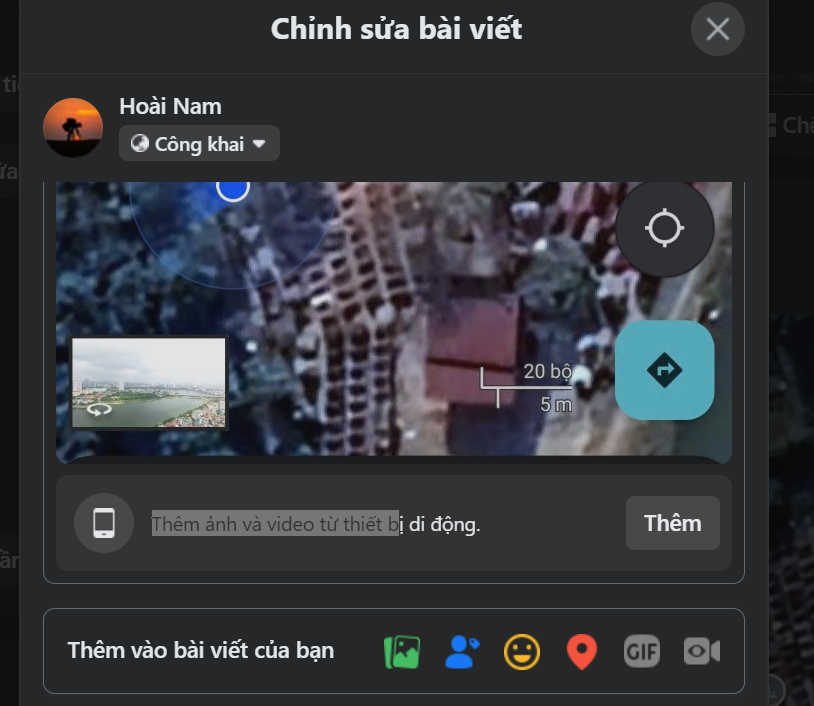 Chỉnh sửa bài viết
Hoài Nam
Công khai
20 bộ
5 m
Thêm ảnh và video từ thiết bị di động.
Thêm
Thêm vào bài viết của bạn
GIF